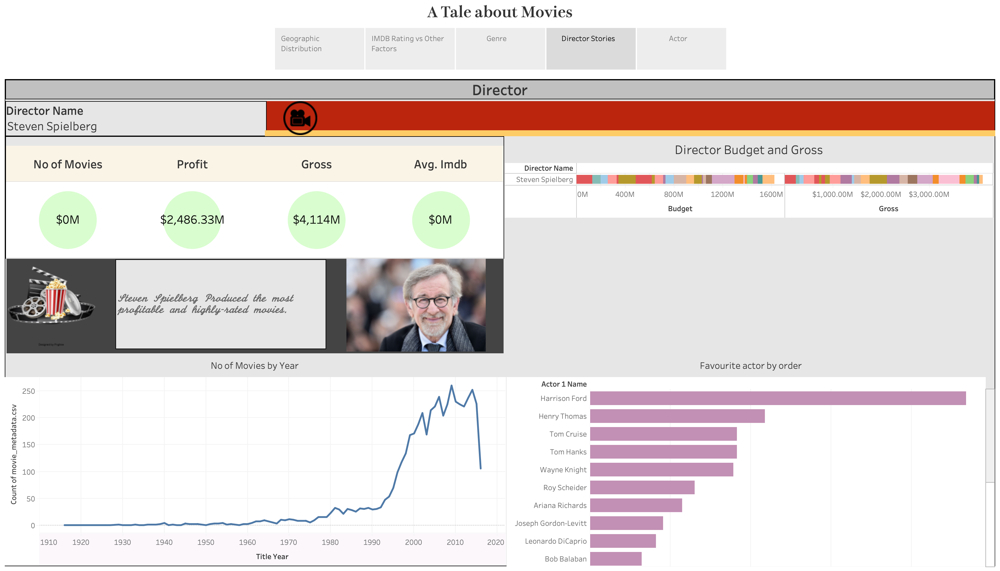 A Tale about Movies
Geographic
Distribution
IMDB Rating vs Other
Factors
Genre
Director Stories
Actor
Director
Director Name
Steven Spielberg
No of Movies
Profit
Gross
Avg. Imdb
$0M
$2,486.33M
$4,114M
$0M
Director Budget and Gross
Director Name
Steven Spielberg
0M
400M
800M
1200M
1600M
$1,000.00M
$2,000.00M
$3,000.00M
Budget
Gross
Steven Spielberg Produced the most
profitable and highly-rated movies.
Designed by
No of Movies by Year
Count of movie_metadata.csv
250
200
150
100
50
0
1910
1920
1930
1940
1950
1960
1970
1980
1990
2000
2010
2020
Title Year
Favourite actor by order
Actor 1 Name
Harrison Ford
Henry Thomas
Tom Cruise
Tom Hanks
Wayne Knight
Roy Scheider
Ariana Richards
Joseph Gordon-Levitt
Leonardo DiCaprio
Bob Balaban